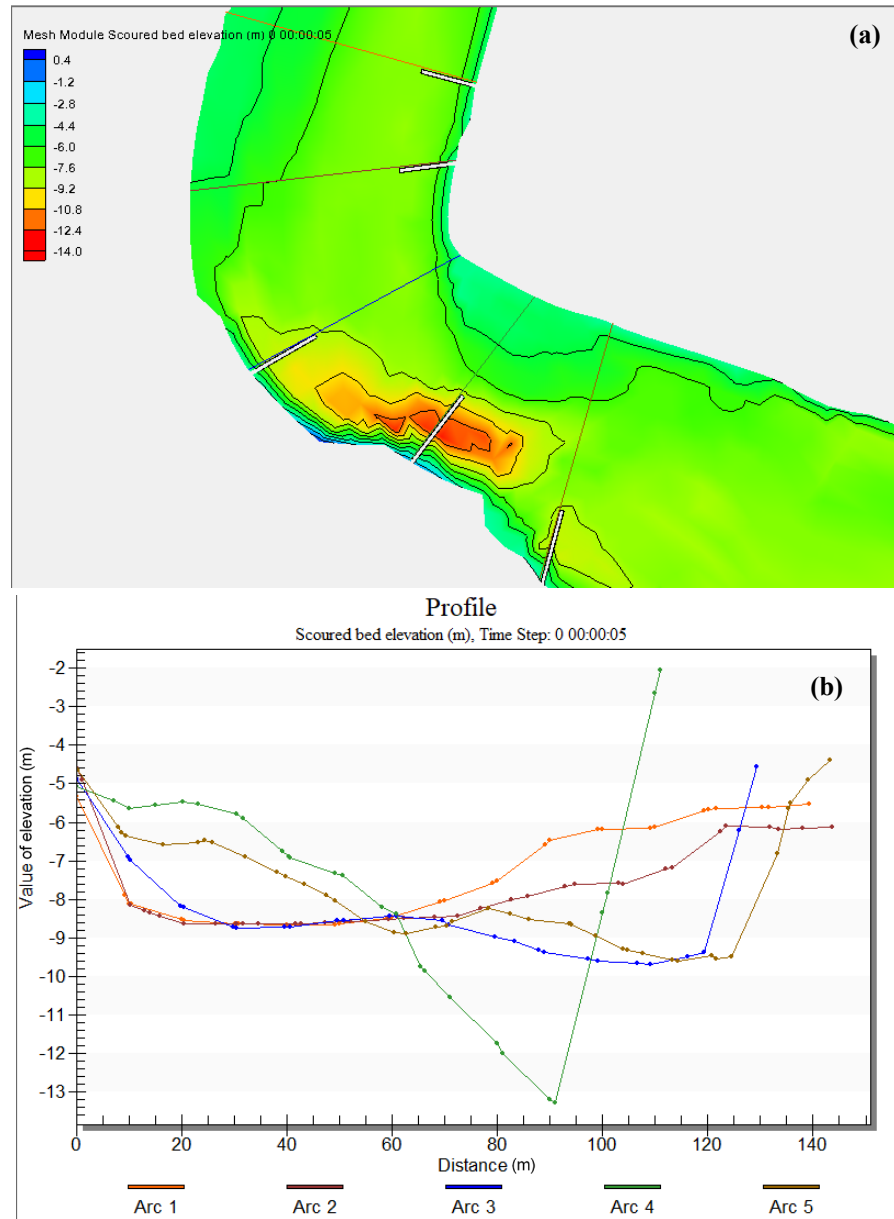 Mesh Module Scoured bed elevation (m) 0 00:00:05
(a)
0.4
-1.2
-2.8
-4.4
-6.0
-7.6
-9.2
-10.8
-12.4
-14.0
Profile
Scoured bed elevation (m), Time Step: 0 00:00:05
(b)
Value of elevation (m)
-2
-3
-4
-5
-6
-7
-8
-9
-10
-11
-12
-13
0 20 40 60 80 100 120 140
Distance (m)
Arc 1 Arc 2 Arc 3 Arc 4 Arc 5